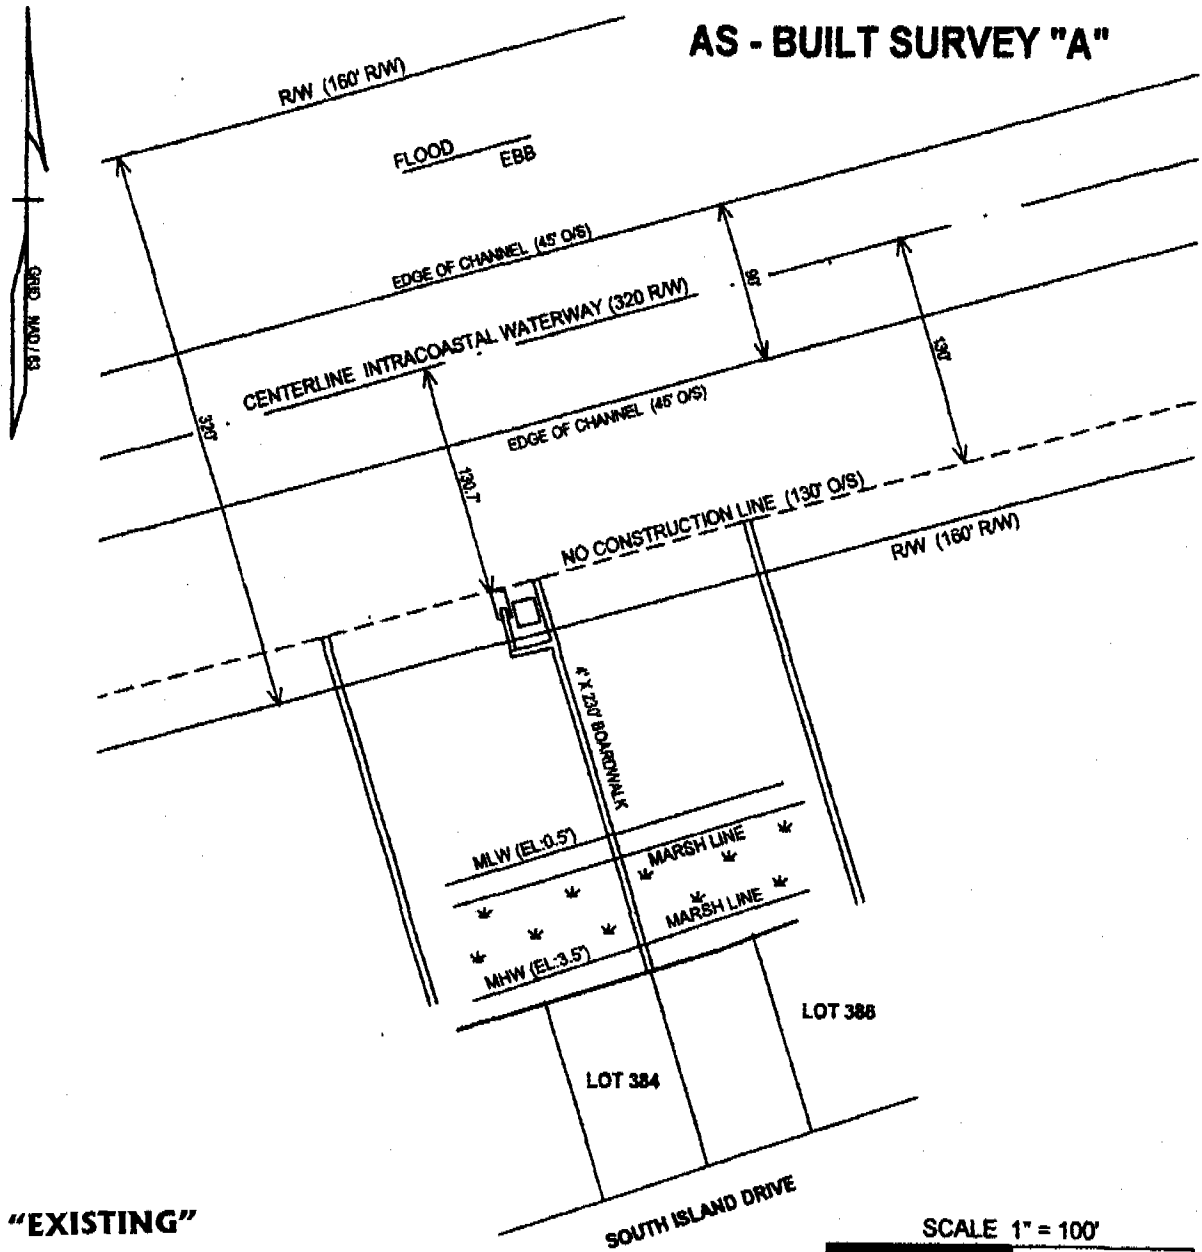 AS - BUILT SURVEY "A"
R/W (160' R/W)
FLOOD
EBB
GRID NAD / 83
EDGE OF CHANNEL (45' O/S)
CENTERLINE INTRACOASTAL WATERWAY (320 R/W)
90'
130'
320'
EDGE OF CHANNEL (45' O/S)
130.7'
NO CONSTRUCTION LINE (130' O/S)
R/W (160' R/W)
4' X 230' BOARDWALK
MLW (EL:0.5')
MARSH LINE
MARSH LINE
MHW (EL:3.5')
LOT 386
LOT 384
SOUTH ISLAND DRIVE
"EXISTING"
SCALE 1" = 100'